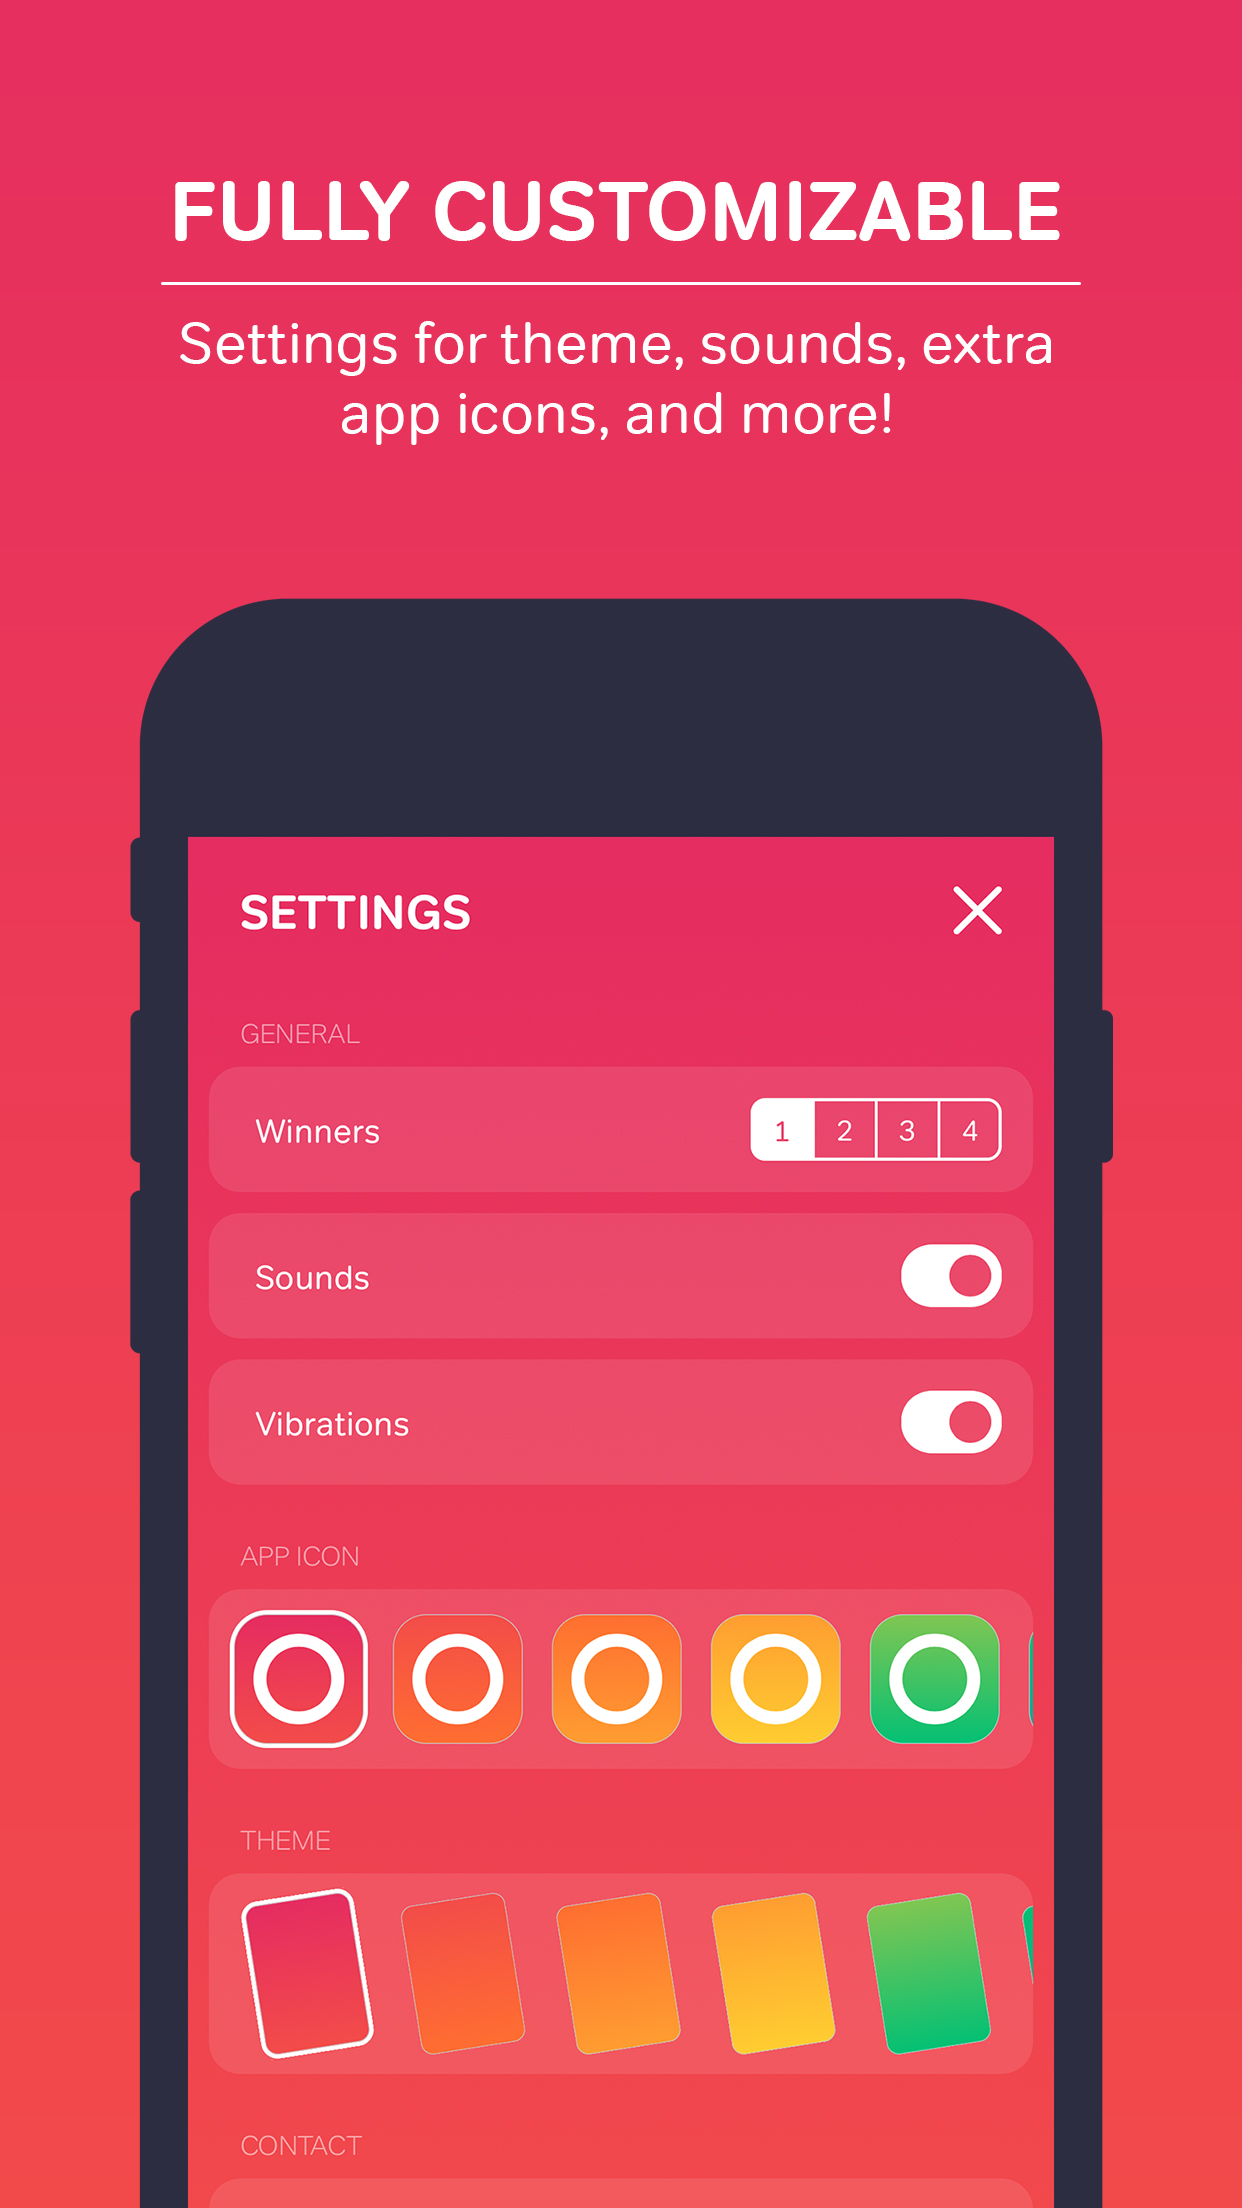 FULLY CUSTOMIZABLE
Settings for theme, sounds, extra
app icons, and more!
SETTINGS
GENERAL
Winners 1 2 3 4
Sounds
Vibrations
APP ICON
THEME
CONTACT